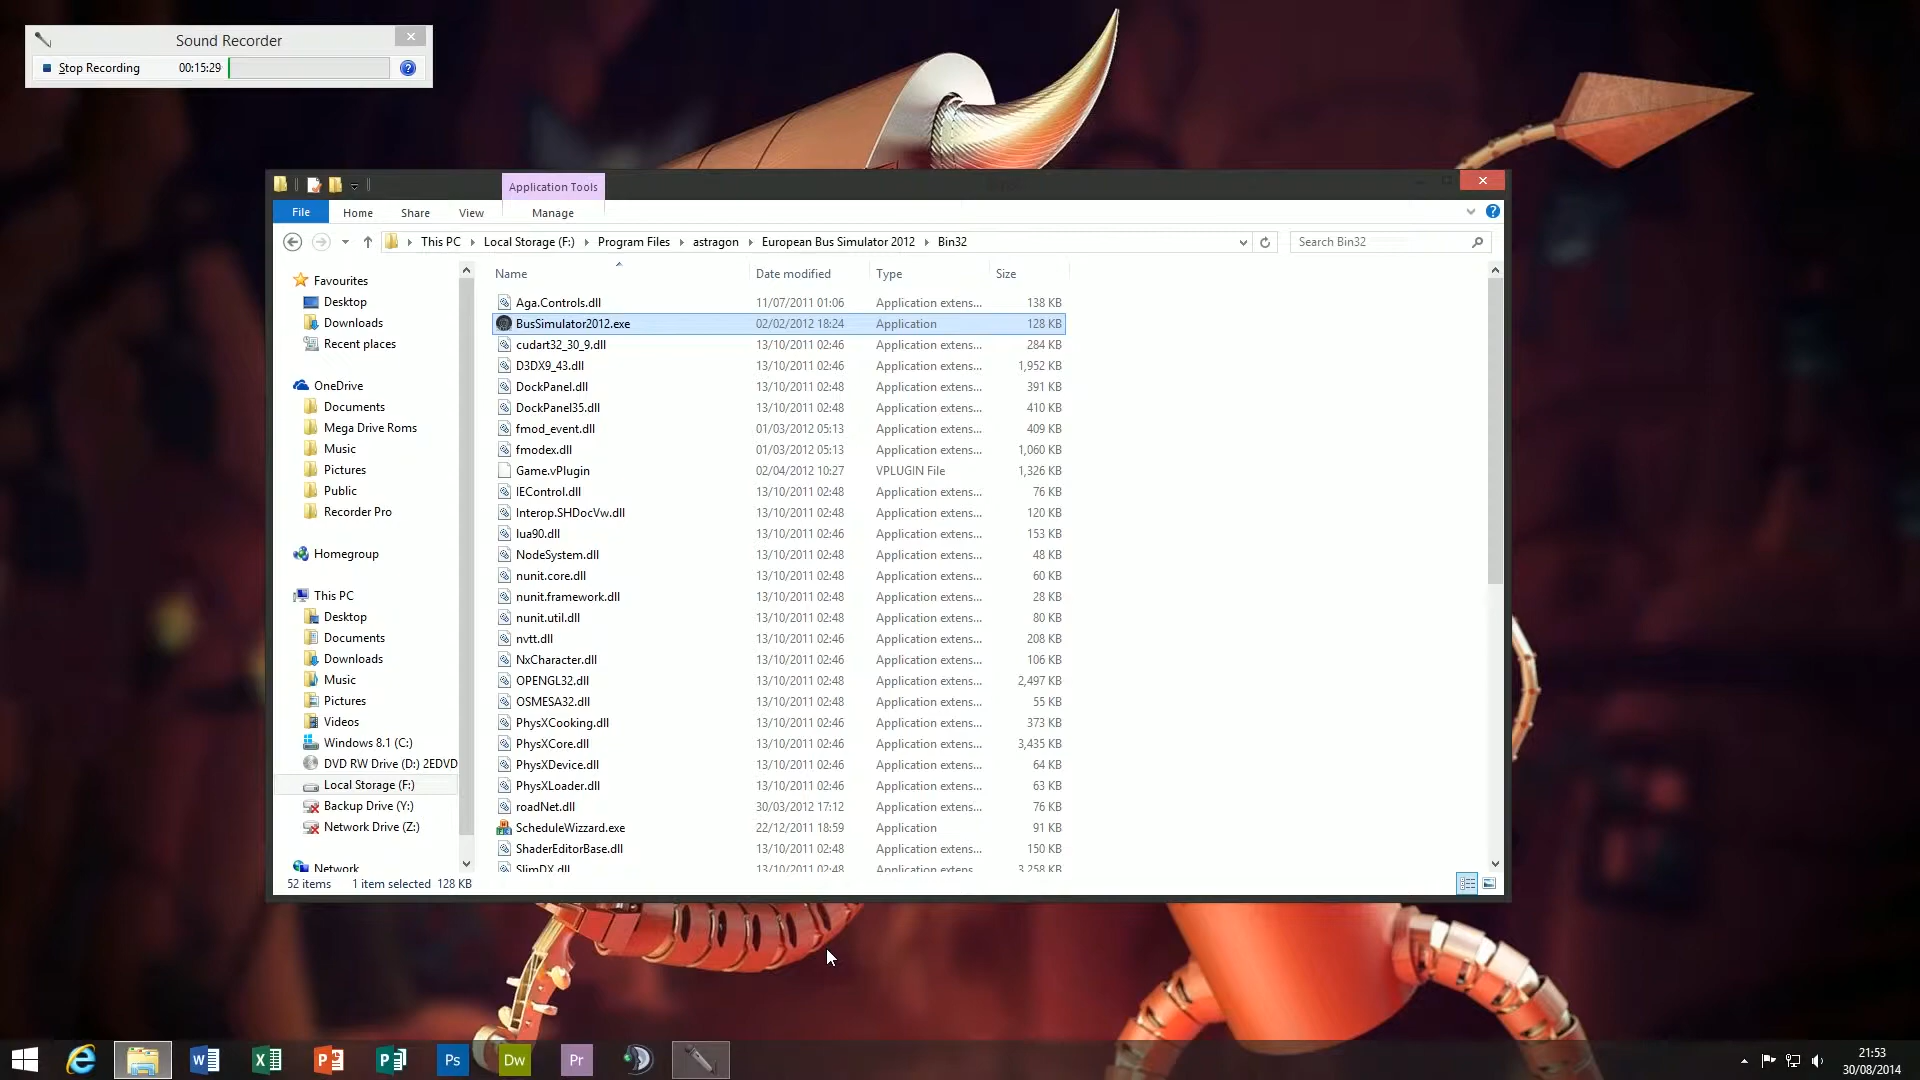 Sound Recorder
Stop Recording 00:15:29
Application Tools
File Home Share View Manage
This PC Local Storage (F:) Program Files astragon European Bus Simulator 2012 Bin32 Search Bin32
Name Date modified Type Size
Favourites
Desktop
Downloads
Recent places
OneDrive
Documents
Mega Drive Roms
Music
Pictures
Public
Recorder Pro
Homegroup
This PC
Desktop
Documents
Downloads
Music
Pictures
Videos
Windows 8.1 (C:)
DVD RW Drive (D:) 2EDVD
Local Storage (F:)
Backup Drive (Y:)
Network Drive (Z:)
Network
Aga.Controls.dll 11/07/2011 01:06 Application extens... 138 KB
BusSimulator2012.exe 02/02/2012 18:24 Application 128 KB
cudart32_30_9.dll 13/10/2011 02:46 Application extens... 284 KB
D3DX9_43.dll 13/10/2011 02:46 Application extens... 1,952 KB
DockPanel.dll 13/10/2011 02:48 Application extens... 391 KB
DockPanel35.dll 13/10/2011 02:48 Application extens... 410 KB
fmod_event.dll 01/03/2012 05:13 Application extens... 409 KB
fmodex.dll 01/03/2012 05:13 Application extens... 1,060 KB
Game.vPlugin 02/04/2012 10:27 VPLUGIN File 1,326 KB
IEControl.dll 13/10/2011 02:48 Application extens... 76 KB
Interop.SHDocVw.dll 13/10/2011 02:48 Application extens... 120 KB
lua90.dll 13/10/2011 02:46 Application extens... 153 KB
NodeSystem.dll 13/10/2011 02:48 Application extens... 48 KB
nunit.core.dll 13/10/2011 02:48 Application extens... 60 KB
nunit.framework.dll 13/10/2011 02:48 Application extens... 28 KB
nunit.util.dll 13/10/2011 02:48 Application extens... 80 KB
nvtt.dll 13/10/2011 02:46 Application extens... 208 KB
NxCharacter.dll 13/10/2011 02:46 Application extens... 106 KB
OPENGL32.dll 13/10/2011 02:48 Application extens... 2,497 KB
OSMESA32.dll 13/10/2011 02:48 Application extens... 55 KB
PhysXCooking.dll 13/10/2011 02:46 Application extens... 373 KB
PhysXCore.dll 13/10/2011 02:46 Application extens... 3,435 KB
PhysXDevice.dll 13/10/2011 02:46 Application extens... 64 KB
PhysXLoader.dll 13/10/2011 02:46 Application extens... 63 KB
roadNet.dll 30/03/2012 17:12 Application extens... 76 KB
ScheduleWizzard.exe 22/12/2011 18:59 Application 91 KB
ShaderEditorBase.dll 13/10/2011 02:48 Application extens... 150 KB
SlimDX.dll 13/10/2011 02:48 Application extens... 3,258 KB
52 items 1 item selected 128 KB
Ps Dw Pr
21:53
30/08/2014